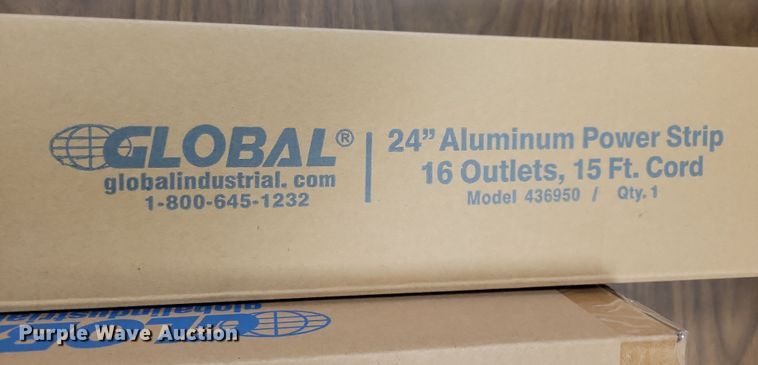 GLOBAL®
globalindustrial.com
1-800-645-1232
24” Aluminum Power Strip
16 Outlets, 15 Ft. Cord
Model 436950 / Qty. 1
globalindustrial
Purple Wave Auction